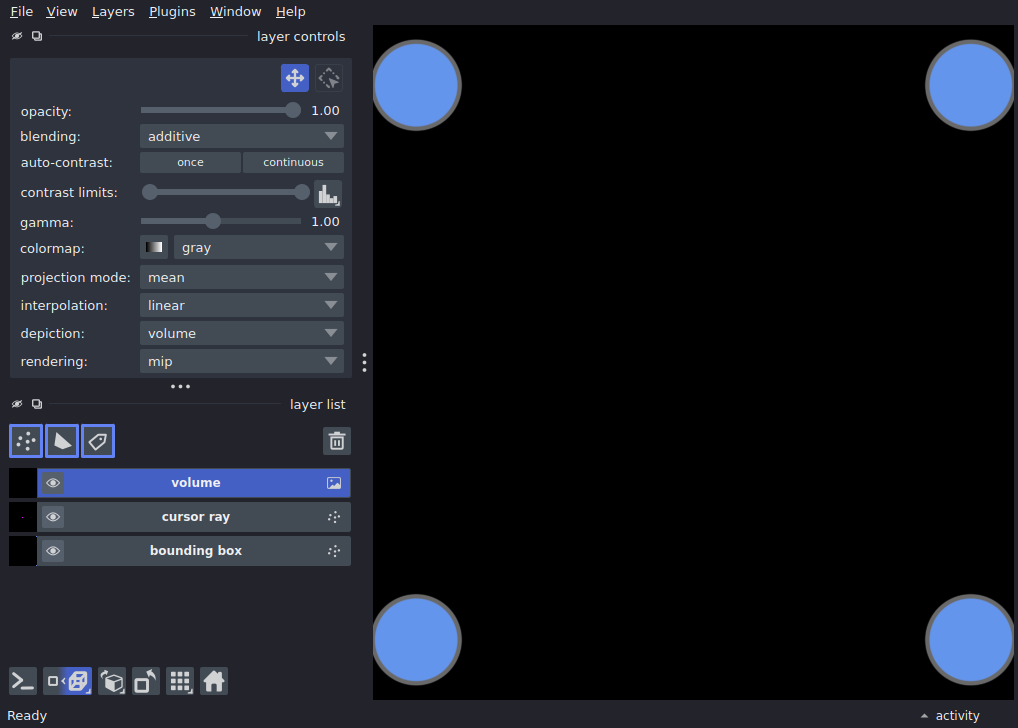 File View Layers Plugins Window Help
layer controls
opacity: 1.00
blending: additive
auto-contrast: once continuous
contrast limits:
gamma: 1.00
colormap: gray
projection mode: mean
interpolation: linear
depiction: volume
rendering: mip
layer list
volume
cursor ray
bounding box
Ready activity